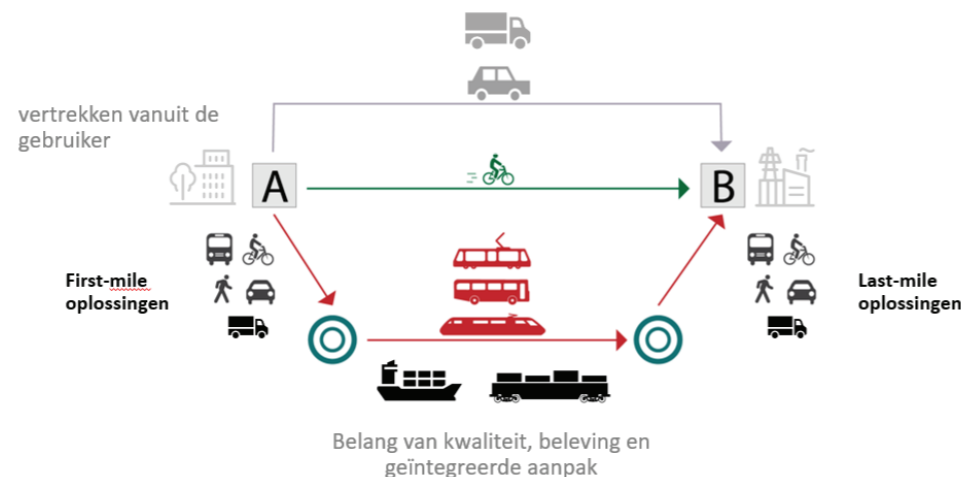 vertrekken vanuit de
gebruiker
A
B
First-mile
oplossingen
Last-mile
oplossingen
Belang van kwaliteit, beleving en
geïntegreerde aanpak